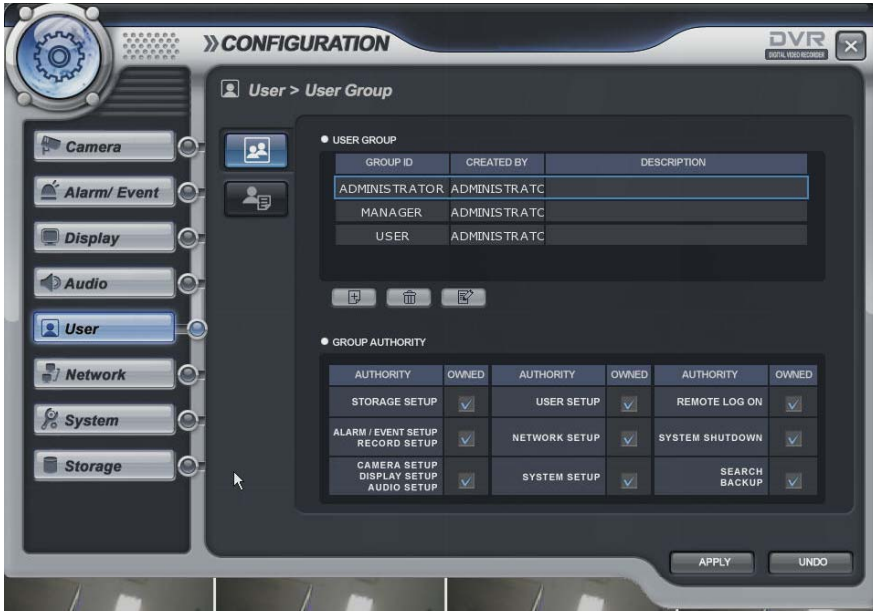 »CONFIGURATION
DVR
DIGITAL VIDEO RECORDER
User > User Group
Camera
Alarm/ Event
Display
Audio
User
Network
System
Storage
USER GROUP
GROUP ID CREATED BY DESCRIPTION
ADMINISTRATOR ADMINISTRATC
MANAGER ADMINISTRATC
USER ADMINISTRATC
GROUP AUTHORITY
AUTHORITY OWNED AUTHORITY OWNED AUTHORITY OWNED
STORAGE SETUP USER SETUP REMOTE LOG ON
ALARM / EVENT SETUP
RECORD SETUP
NETWORK SETUP
SYSTEM SHUTDOWN
CAMERA SETUP
DISPLAY SETUP
AUDIO SETUP
SYSTEM SETUP
SEARCH
BACKUP
APPLY UNDO